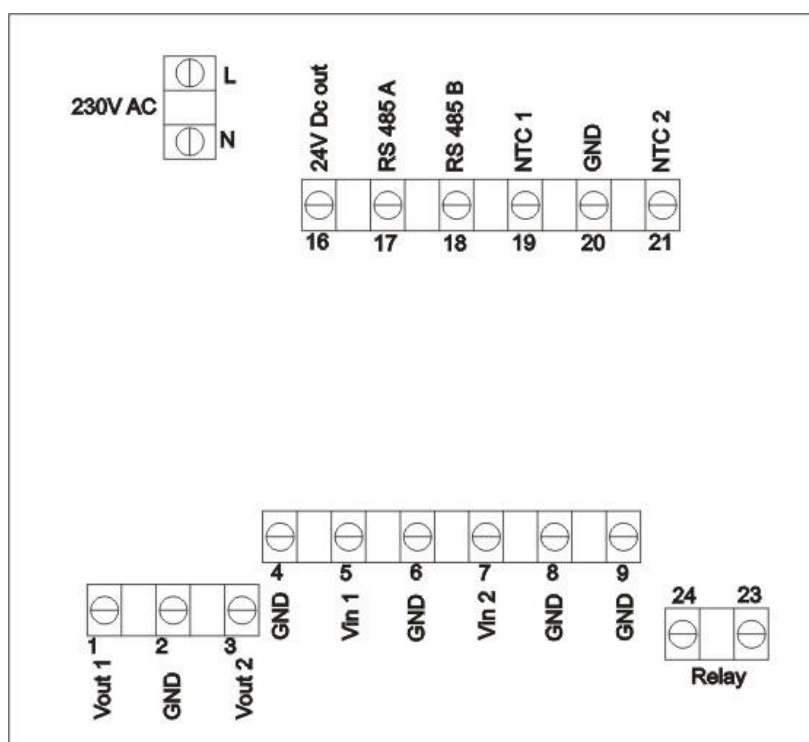 L
230V AC
N
24V Dc out
RS 485 A
RS 485 B
NTC 1
GND
NTC 2
16 17 18 19 20 21
4 5 6 7 8 9
GND
Vin 1
GND
Vin 2
GND
GND
24 23
Relay
1 2 3
Vout 1
GND
Vout 2